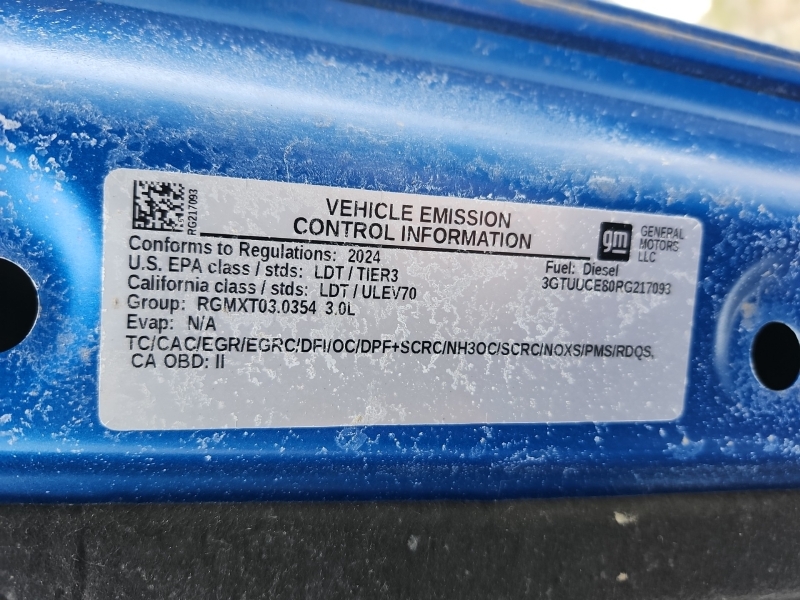 RG217093
VEHICLE EMISSION
CONTROL INFORMATION
gm
GENERAL
MOTORS
LLC
Conforms to Regulations: 2024
U.S. EPA class / stds: LDT / TIER3
Fuel: Diesel
California class / stds: LDT / ULEV70
3GTUUCE80RG217093
Group: RGMXT03.0354 3.0L
Evap: N/A
TC/CAC/EGR/EGRC/DFI/OC/DPF+SCRC/NH3OC/SCRC/NOXS/PMS/RDQS,
CA OBD: II